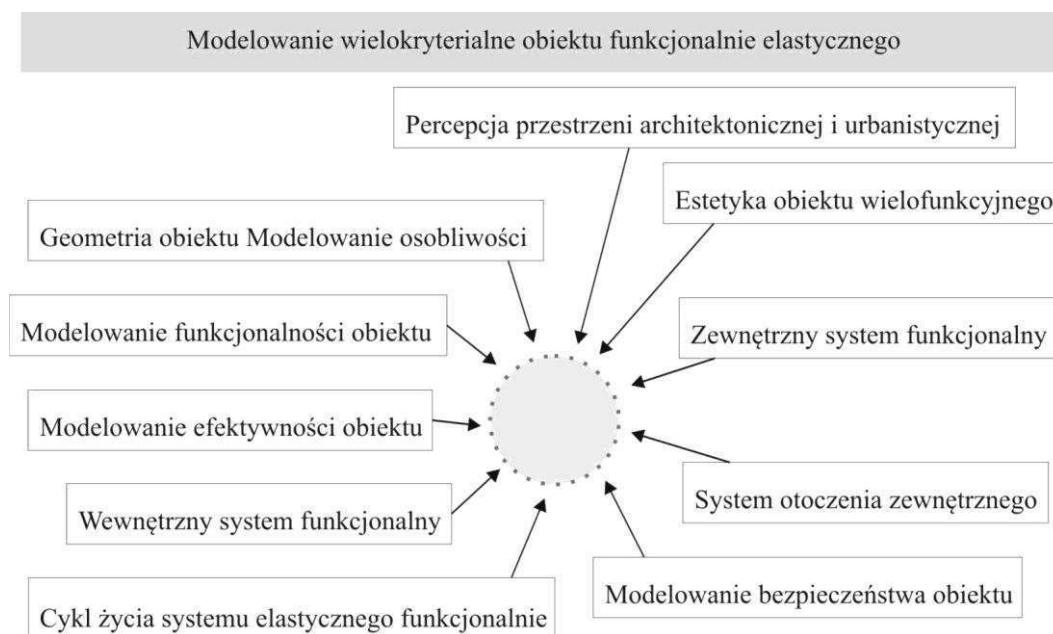 Modelowanie wielokryterialne obiektu funkcjonalnie elastycznego
Percepcja przestrzeni architektonicznej i urbanistycznej
Estetyka obiektu wielofunkcyjnego
Geometria obiektu Modelowanie osobliwości
Modelowanie funkcjonalności obiektu
Zewnętrzny system funkcjonalny
Modelowanie efektywności obiektu
System otoczenia zewnętrznego
Wewnętrzny system funkcjonalny
Modelowanie bezpieczeństwa obiektu
Cykl życia systemu elastycznego funkcjonalnie